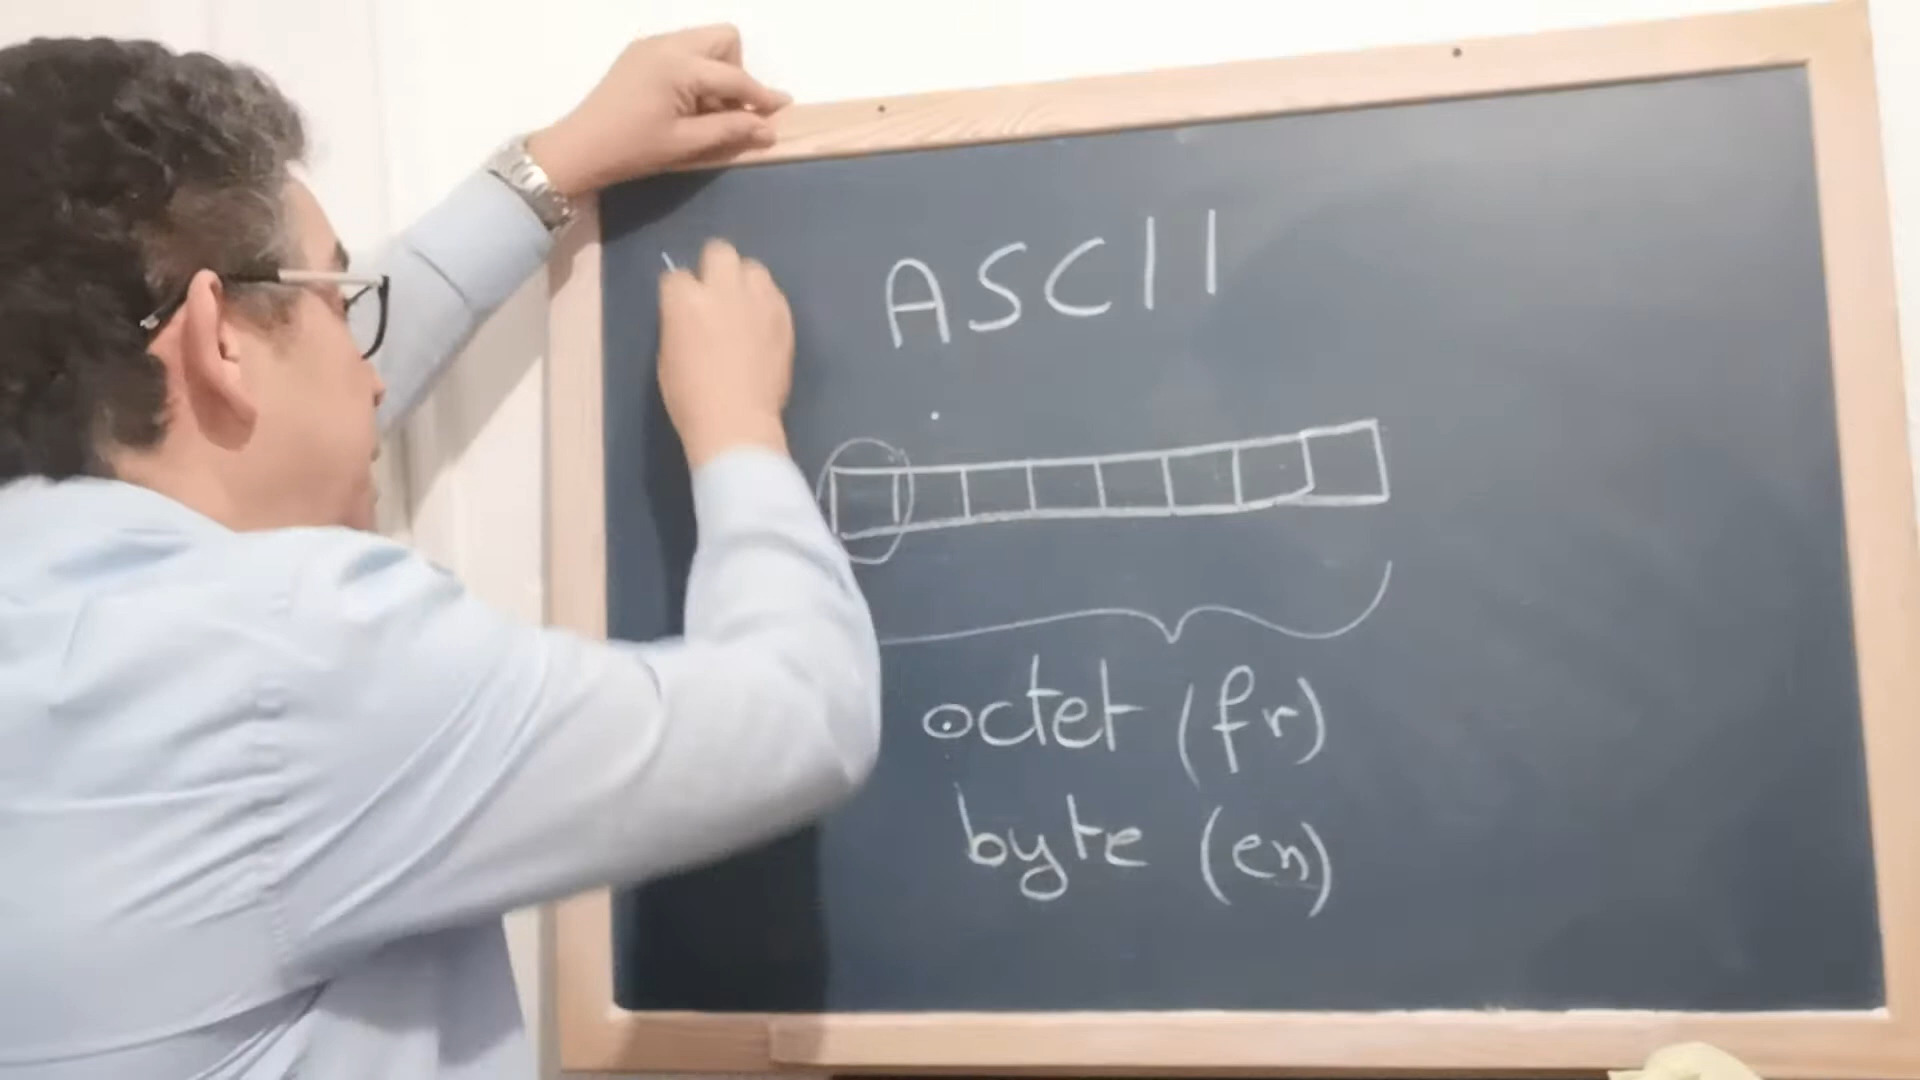 ASCII
octet (fr)
byte (en)